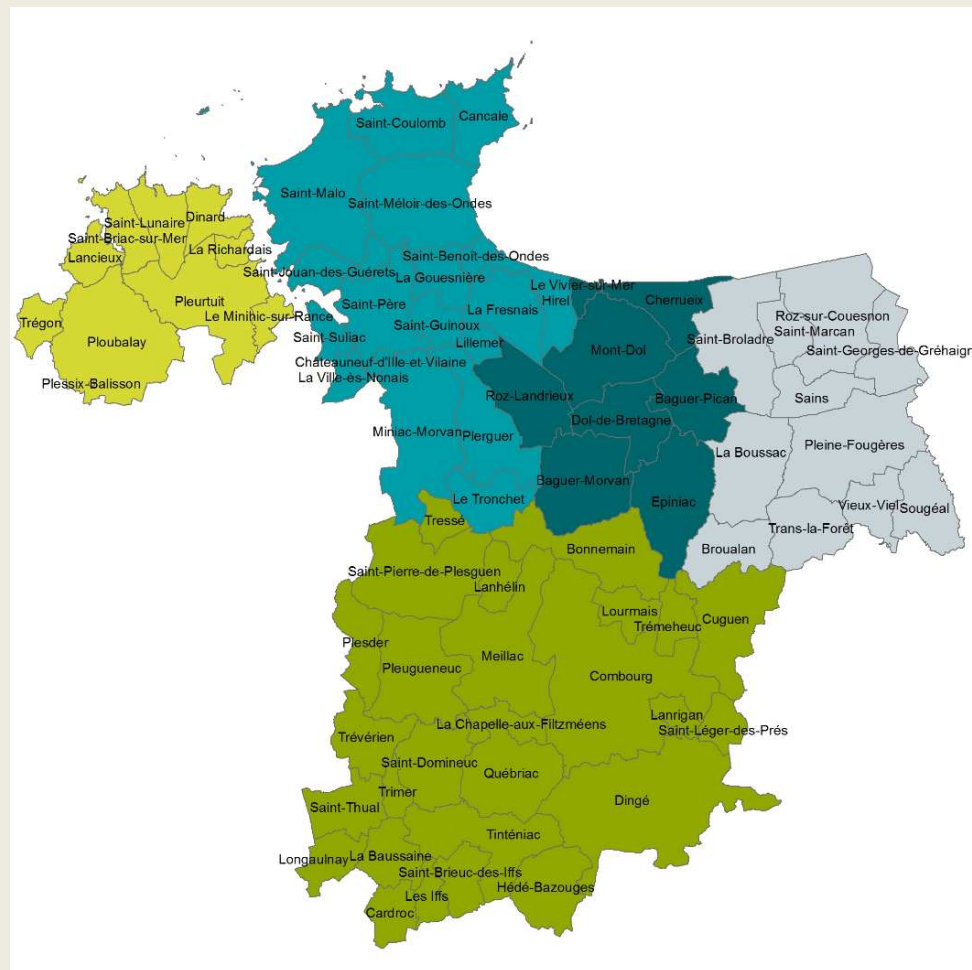 Cancale
Saint-Coulomb
Saint-Malo
Saint-Méloir-des-Ondes
Dinard
Saint-Lunaire
Saint-Briac-sur-Mer
La Richardais
Lancieux
Saint-Benoît-des-Ondes
Saint-Jouan-des-Guérets
La Gouesnière
Le Vivier-sur-Mer
Hirel
Cherrueix
Pleurtuit
Saint-Père
La Fresnais
Le Minihic-sur-Rance
Roz-sur-Couesnon
Trégon
Saint-Guinoux
Saint-Marcan
Saint-Suliac
Ploubalay
Lillemer
Mont-Dol
Saint-Broladre
Saint-Georges-de-Gréhaign
Châteauneuf-d'Ille-et-Vilaine
La Ville-ès-Nonais
Plessix-Balisson
Roz-Landrieux
Baguer-Pican
Sains
Dol-de-Bretagne
Miniac-Morvan
Plerguer
Pleine-Fougères
La Boussac
Baguer-Morvan
Le Tronchet
Epiniac
Vieux-Viel
Sougéal
Tressé
Trans-la-Forêt
Bonnemain
Broualan
Saint-Pierre-de-Plesguen
Lanhélin
Lourmais
Cuguen
Trémeheuc
Plesder
Meillac
Pleugueneuc
Combourg
Lanrigan
La Chapelle-aux-Filtzméens
Saint-Léger-des-Prés
Trévérien
Saint-Domineuc
Québriac
Trimer
Dingé
Saint-Thual
Tinténiac
La Baussaine
Longaulnay
Saint-Brieuc-des-Iffs
Hédé-Bazouges
Les Iffs
Cardroc